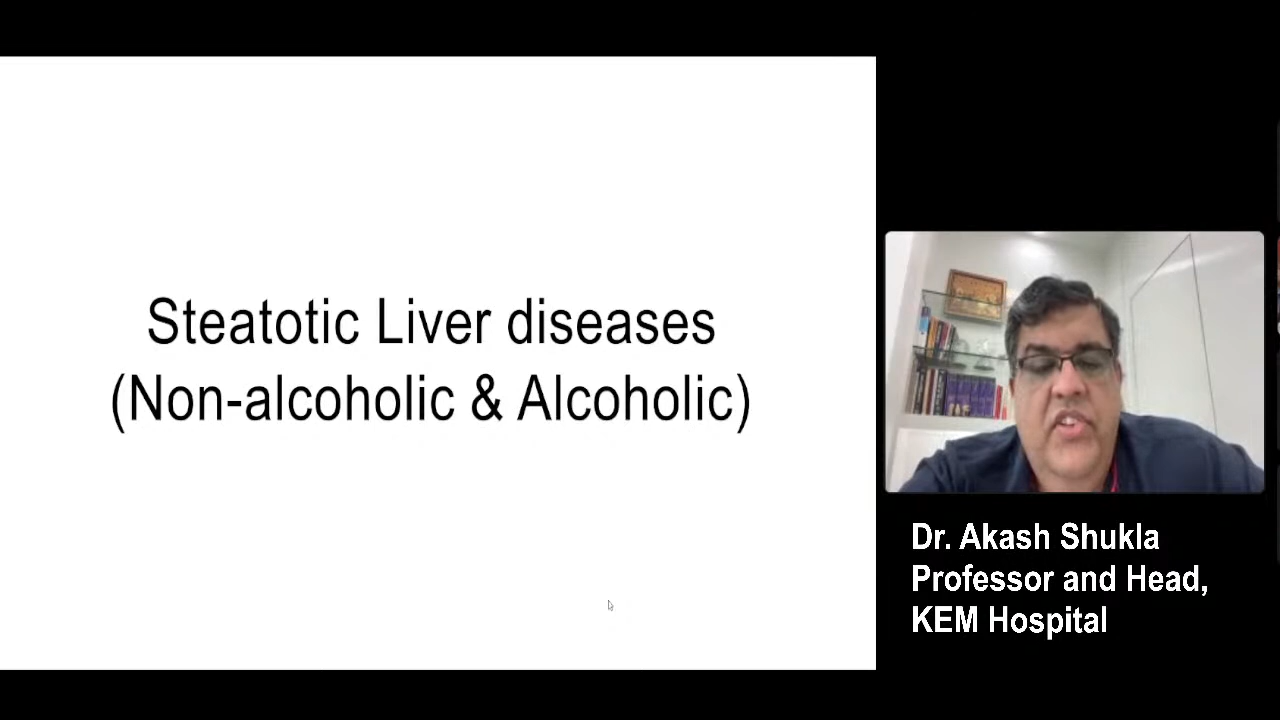 Steatotic Liver diseases
(Non-alcoholic & Alcoholic)
Dr. Akash Shukla
Professor and Head,
KEM Hospital